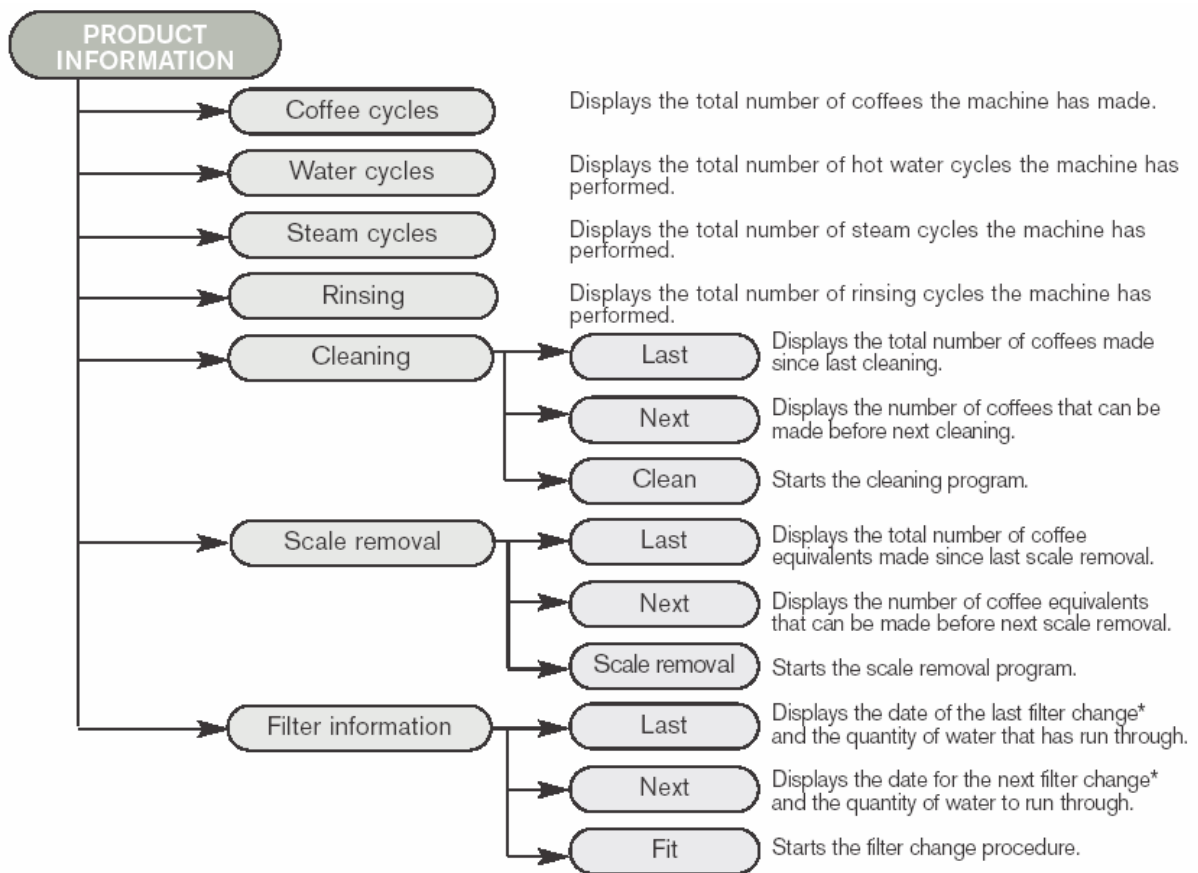 PRODUCT
INFORMATION
Coffee cycles
Displays the total number of coffees the machine has made.
Water cycles
Displays the total number of hot water cycles the machine has
performed.
Steam cycles
Displays the total number of steam cycles the machine has
performed.
Rinsing
Displays the total number of rinsing cycles the machine has
performed.
Cleaning
Last
Displays the total number of coffees made
since last cleaning.
Next
Displays the number of coffees that can be
made before next cleaning.
Clean
Starts the cleaning program.
Scale removal
Last
Displays the total number of coffee
equivalents made since last scale removal.
Next
Displays the number of coffee equivalents
that can be made before next scale removal.
Scale removal
Starts the scale removal program.
Filter information
Last
Displays the date of the last filter change*
and the quantity of water that has run through.
Next
Displays the date for the next filter change*
and the quantity of water to run through.
Fit
Starts the filter change procedure.